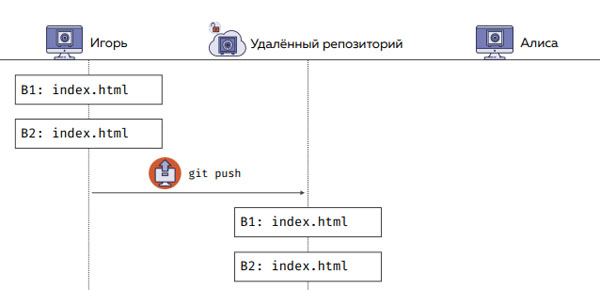 Игорь
Удалённый репозиторий
Алиса
B1: index.html
B2: index.html
git push
B1: index.html
B2: index.html